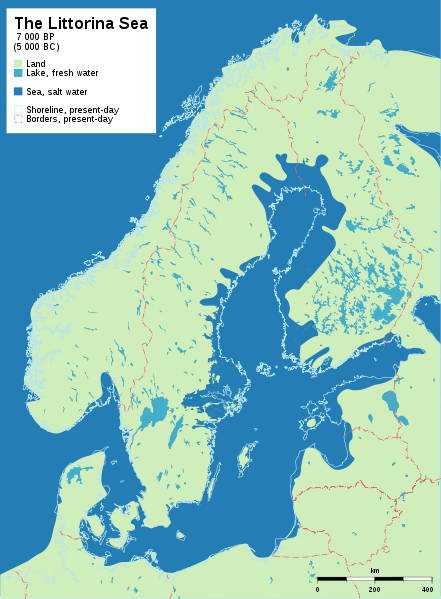 The Littorina Sea
7 000 BP
(5 000 BC)
Land
Lake, fresh water
Sea, salt water
Shoreline, present-day
Borders, present-day
km
0 200 400